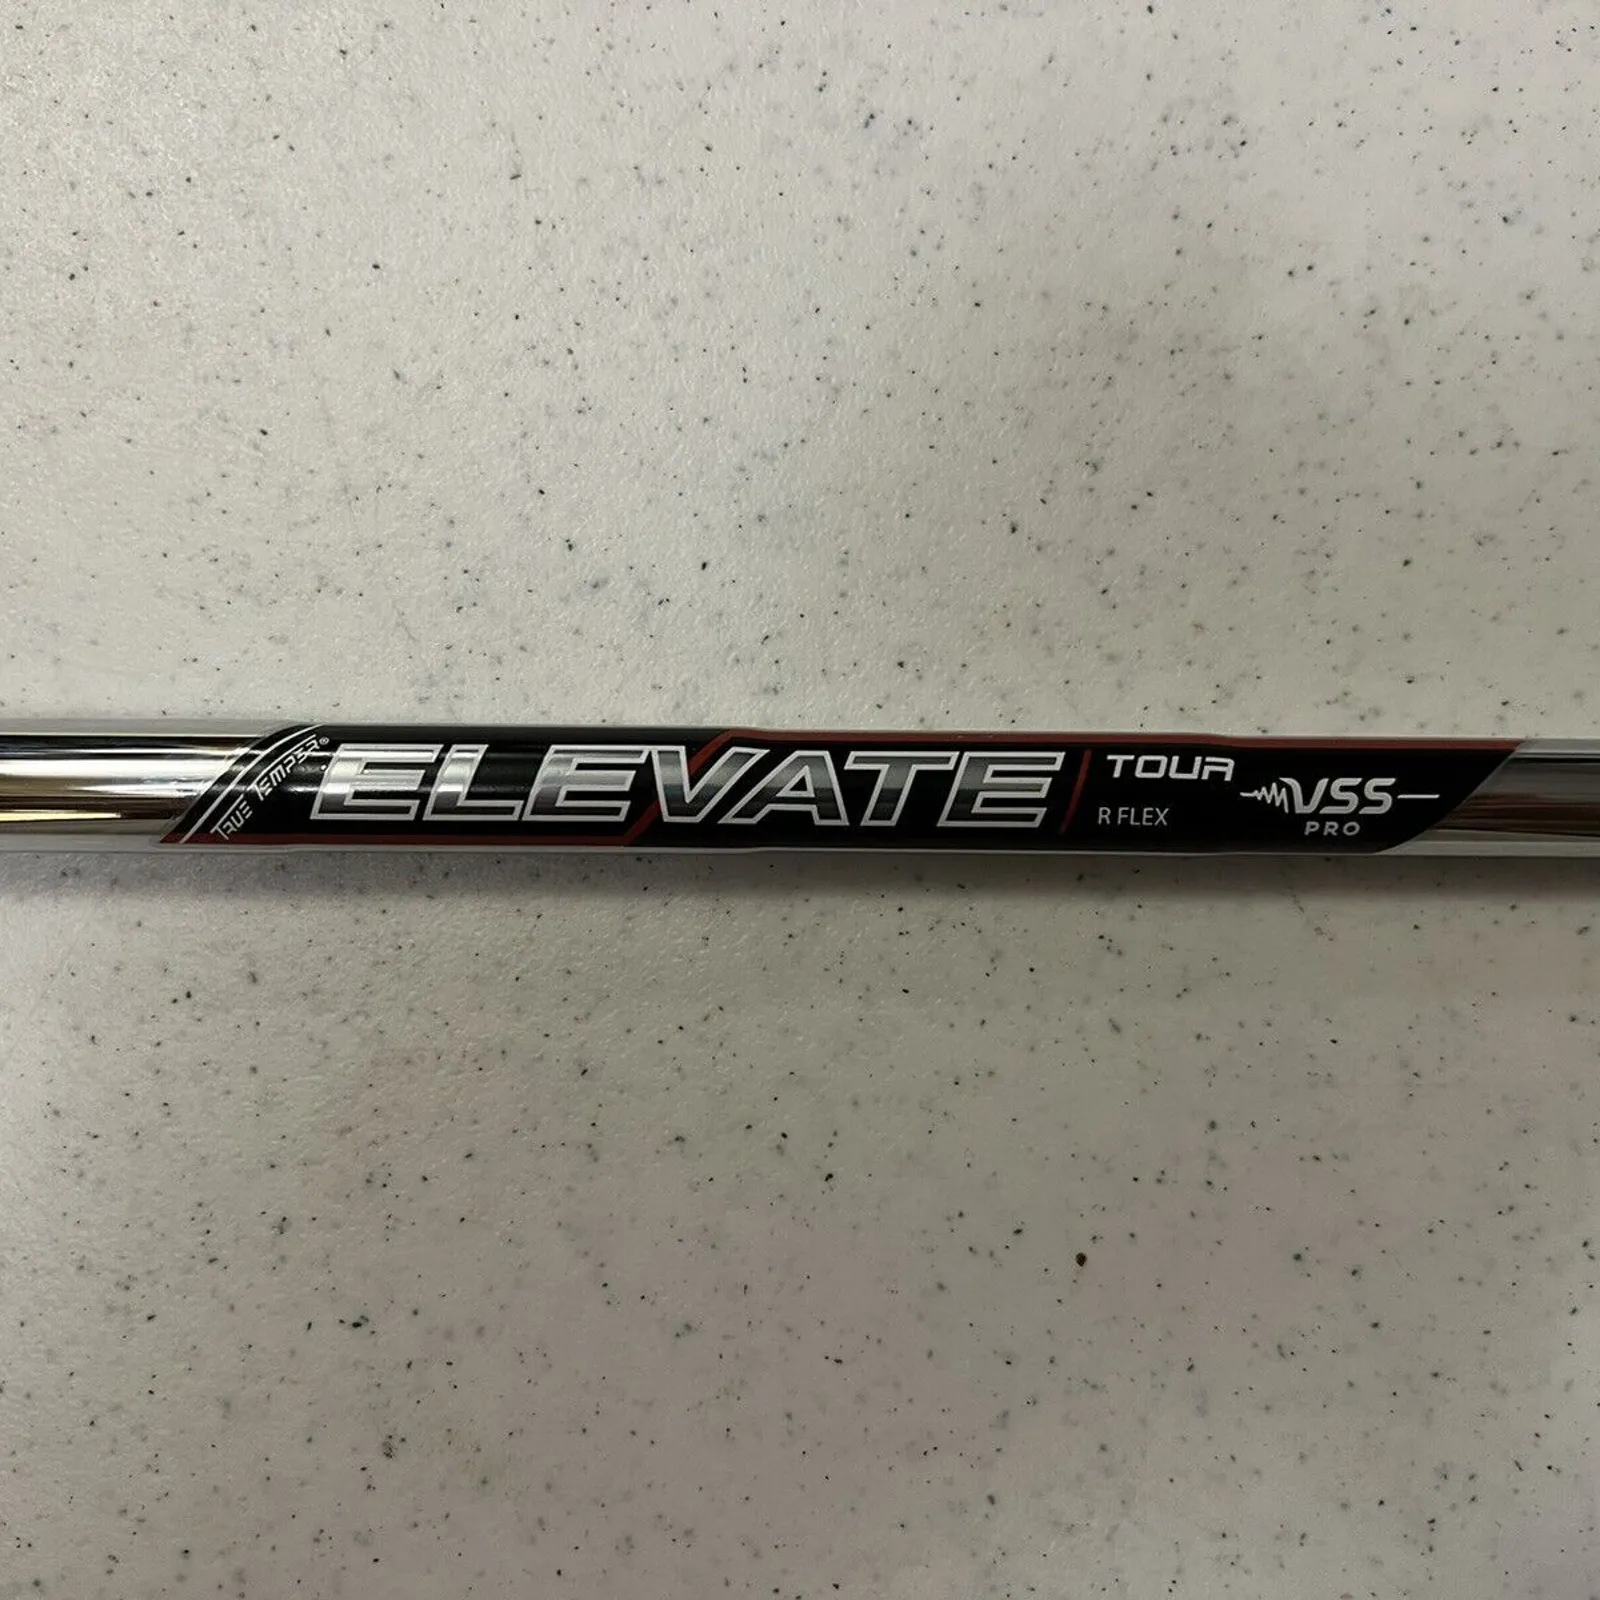 TRUE TEMPER®
ELEVATE
TOUR
R FLEX
VSS
PRO